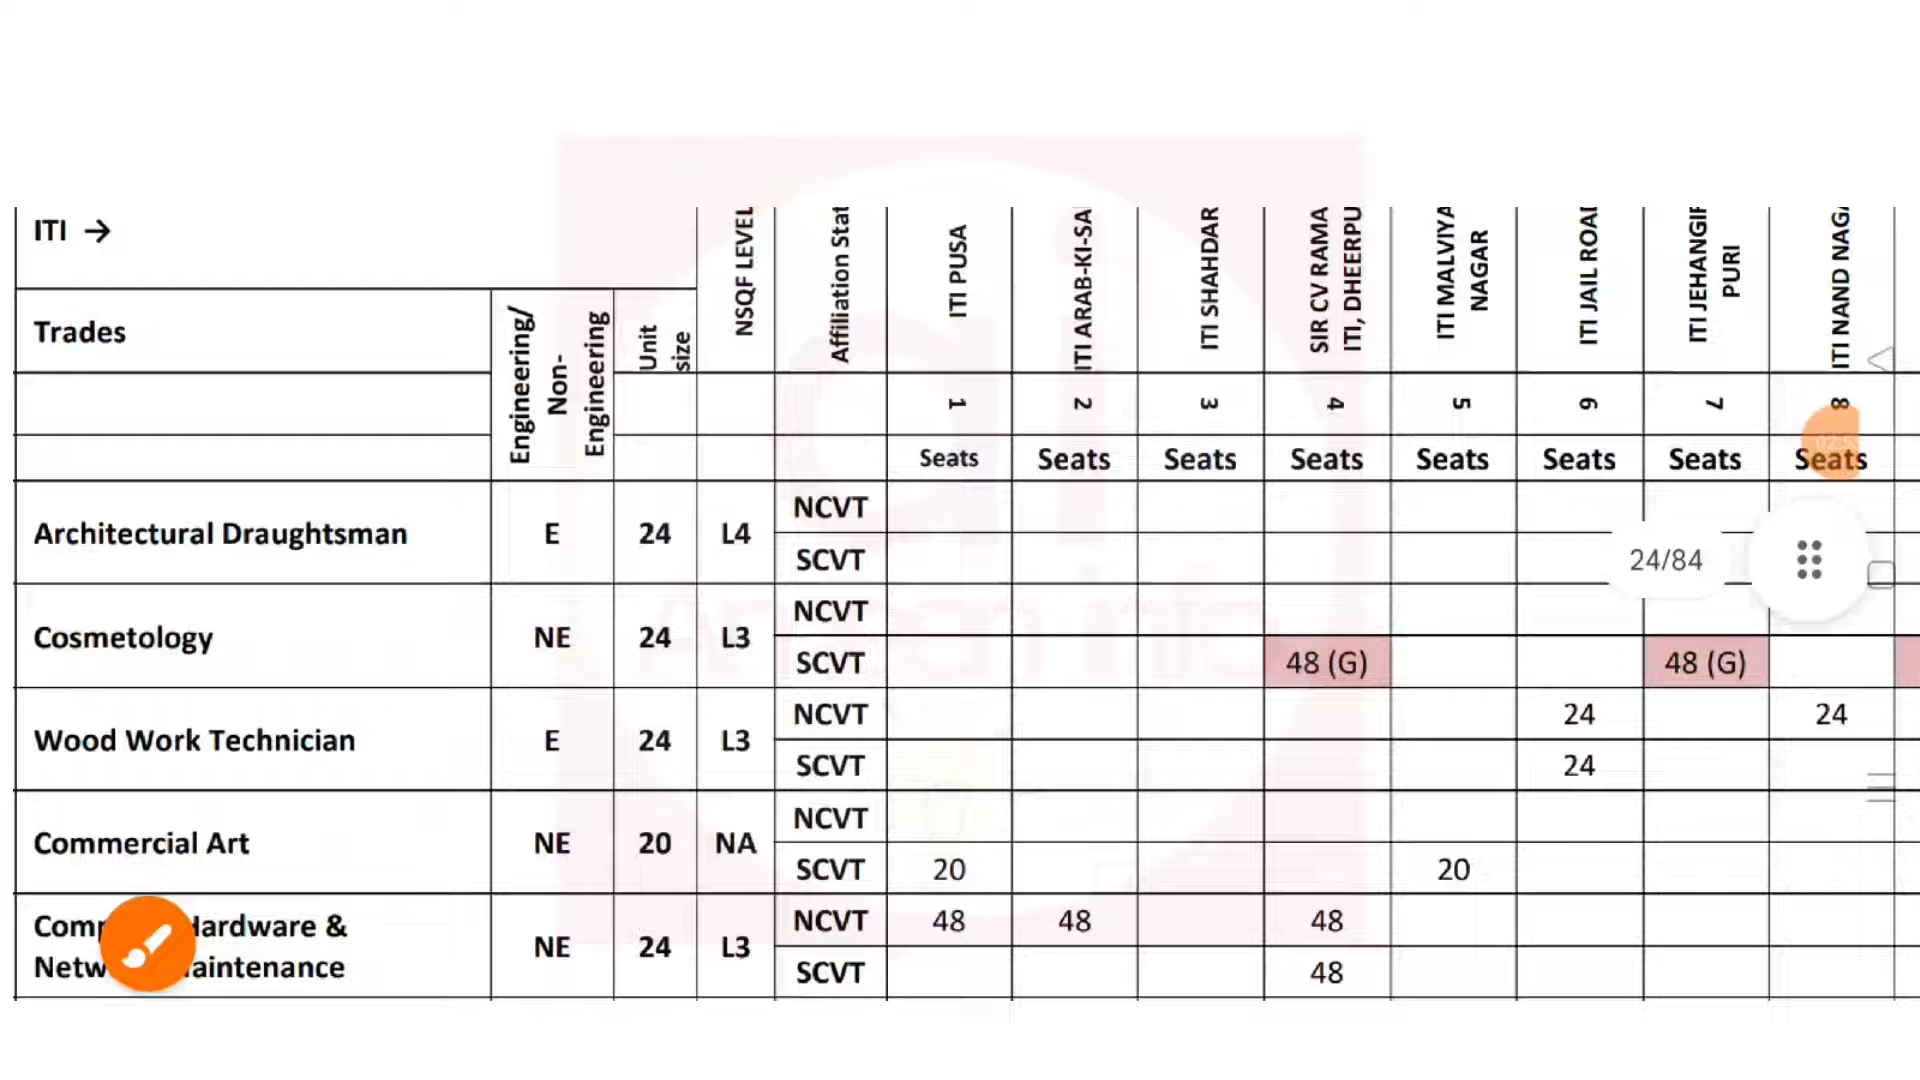 ITI →
Trades
Engineering/
Non-
Engineering
Unit
size
NSQF LEVEL
Affiliation Stat
ITI PUSA
ITI ARAB-KI-SA
ITI SHAHDAR
SIR CV RAMA
ITI, DHEERPU
ITI MALVIYA
NAGAR
ITI JAIL ROAD
ITI JEHANGIR
PURI
ITI NAND NAGA
1 2 3 4 5 6 7 8
Seats Seats Seats Seats Seats Seats Seats Seats
Architectural Draughtsman E 24 L4
NCVT
SCVT
24/84
Cosmetology NE 24 L3
NCVT
SCVT 48 (G) 48 (G)
Wood Work Technician E 24 L3
NCVT 24 24
SCVT 24
Commercial Art NE 20 NA
NCVT
SCVT 20 20
Comp Hardware &
Netw aintenance
NE 24 L3
NCVT 48 48 48
SCVT 48